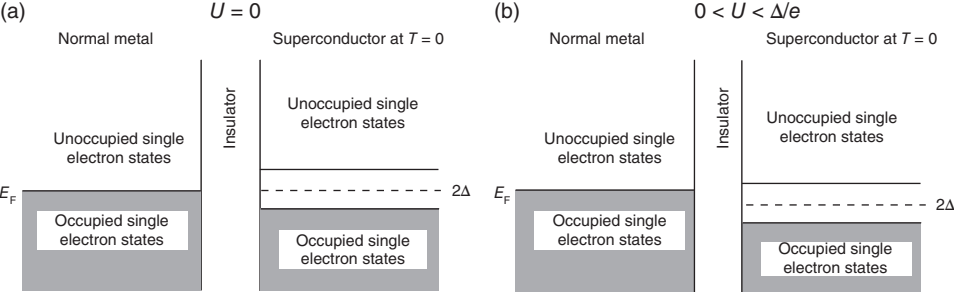 (a)
U = 0
Normal metal
Superconductor at T = 0
Insulator
Unoccupied single
electron states
Unoccupied single
electron states
E_F
2Δ
Occupied single
electron states
Occupied single
electron states
(b)
0 < U < Δ/e
Normal metal
Superconductor at T = 0
Insulator
Unoccupied single
electron states
Unoccupied single
electron states
E_F
2Δ
Occupied single
electron states
Occupied single
electron states